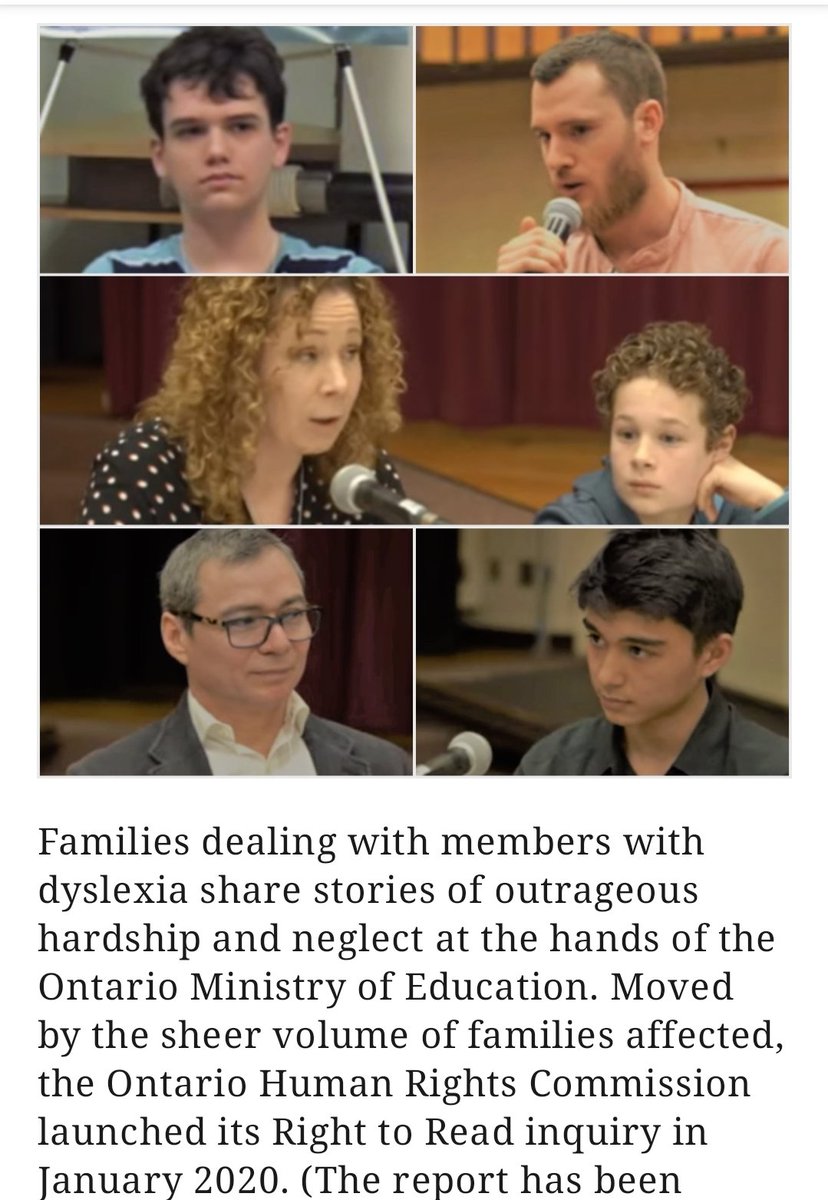 Families dealing with members with
dyslexia share stories of outrageous
hardship and neglect at the hands of the
Ontario Ministry of Education. Moved
by the sheer volume of families affected,
the Ontario Human Rights Commission
launched its Right to Read inquiry in
January 2020. (The report has been